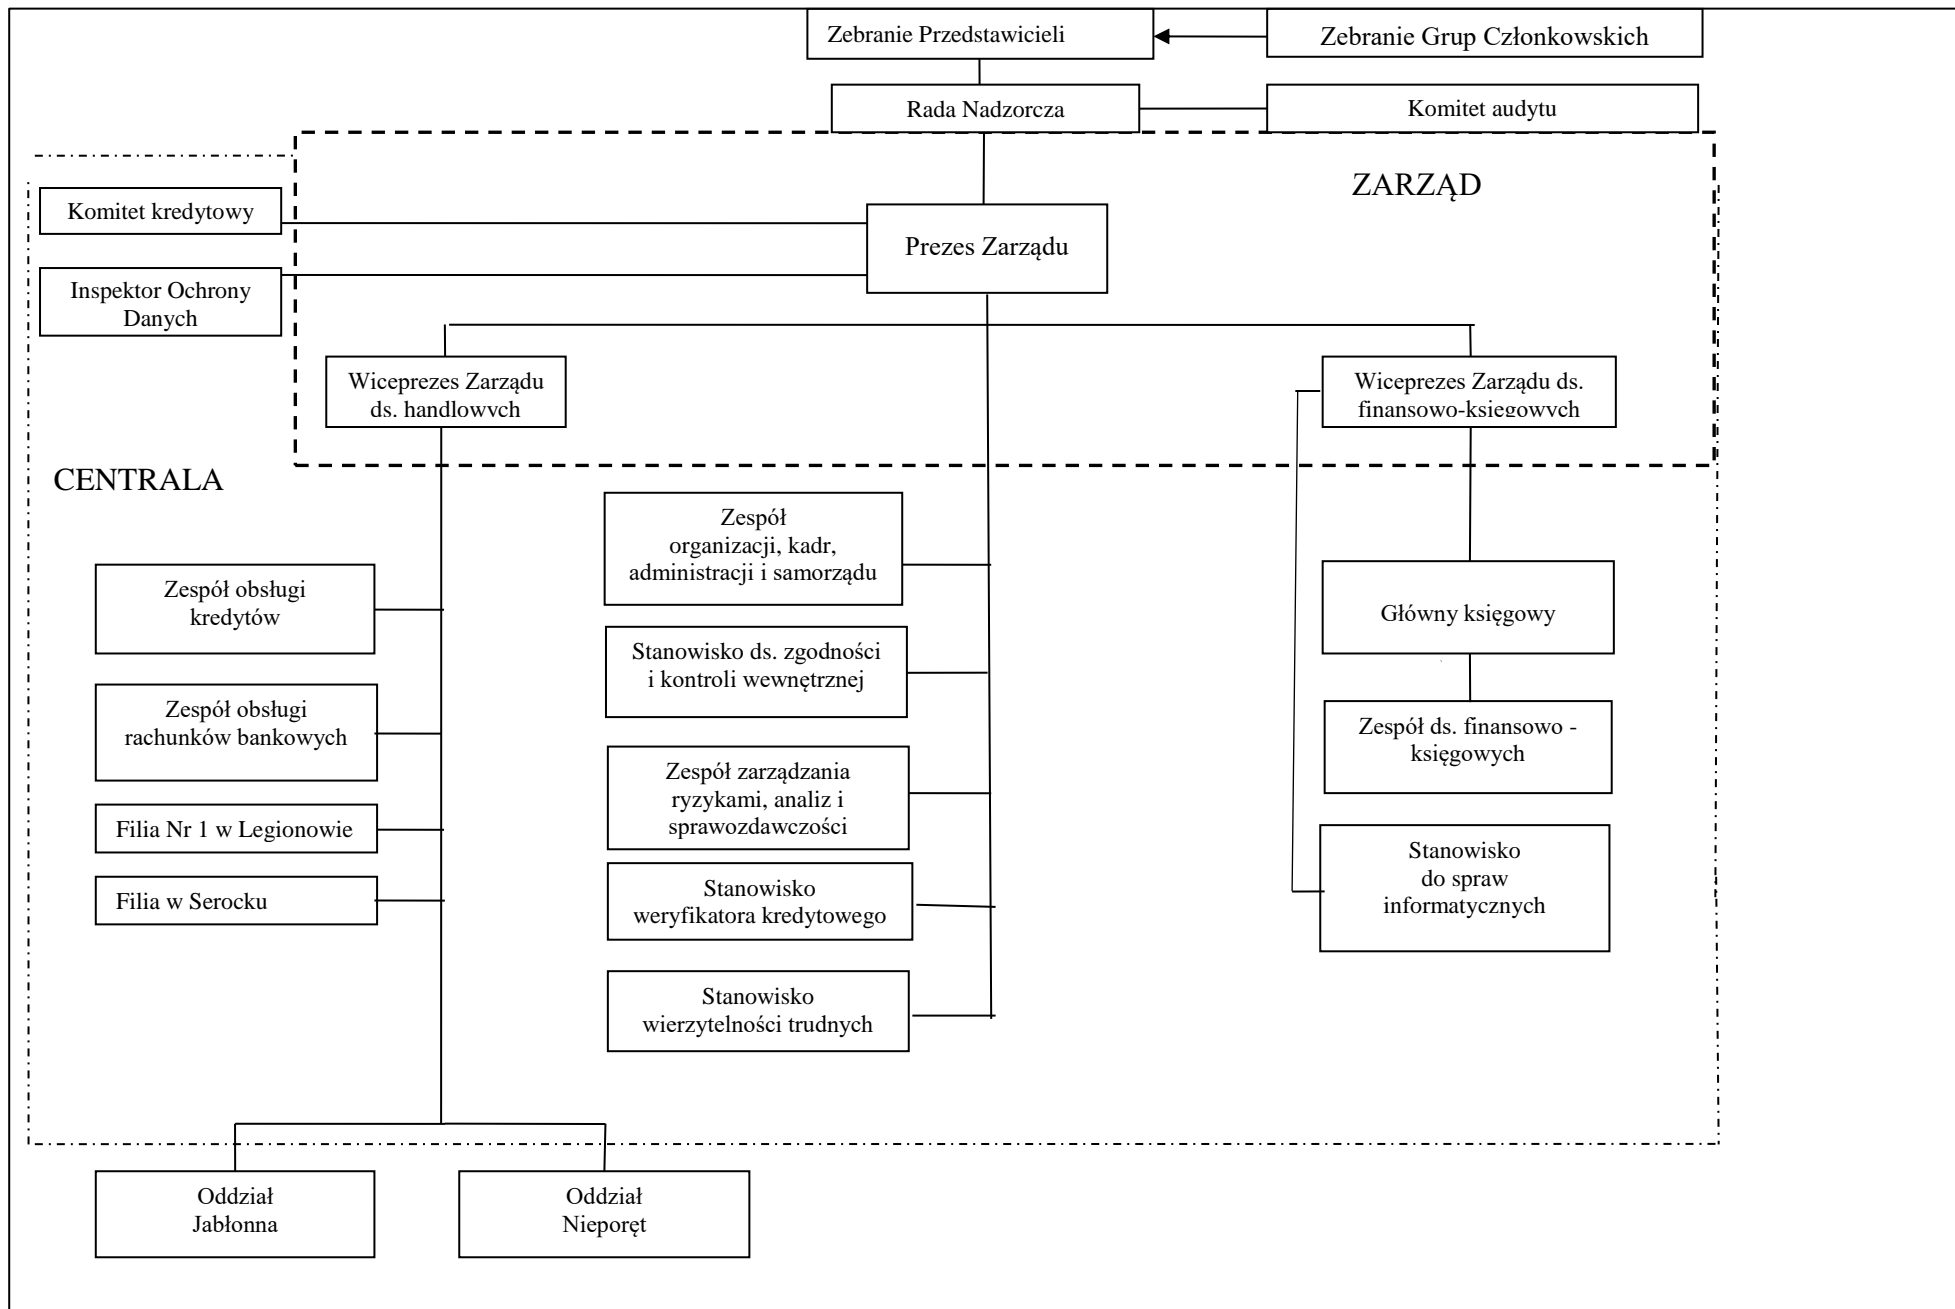 Zebranie Przedstawicieli
Zebranie Grup Członkowskich
Rada Nadzorcza
Komitet audytu
ZARZĄD
Komitet kredytowy
Prezes Zarządu
Inspektor Ochrony
Danych
Wiceprezes Zarządu
ds. handlowych
Wiceprezes Zarządu ds.
finansowo-księgowych
CENTRALA
Zespół
organizacji, kadr,
administracji i samorządu
Zespół obsługi
kredytów
Główny księgowy
Stanowisko ds. zgodności
i kontroli wewnętrznej
Zespół obsługi
rachunków bankowych
Zespół ds. finansowo -
księgowych
Zespół zarządzania
ryzykami, analiz i
sprawozdawczości
Filia Nr 1 w Legionowie
Stanowisko
do spraw
informatycznych
Filia w Serocku
Stanowisko
weryfikatora kredytowego
Stanowisko
wierzytelności trudnych
Oddział
Jabłonna
Oddział
Nieporęt